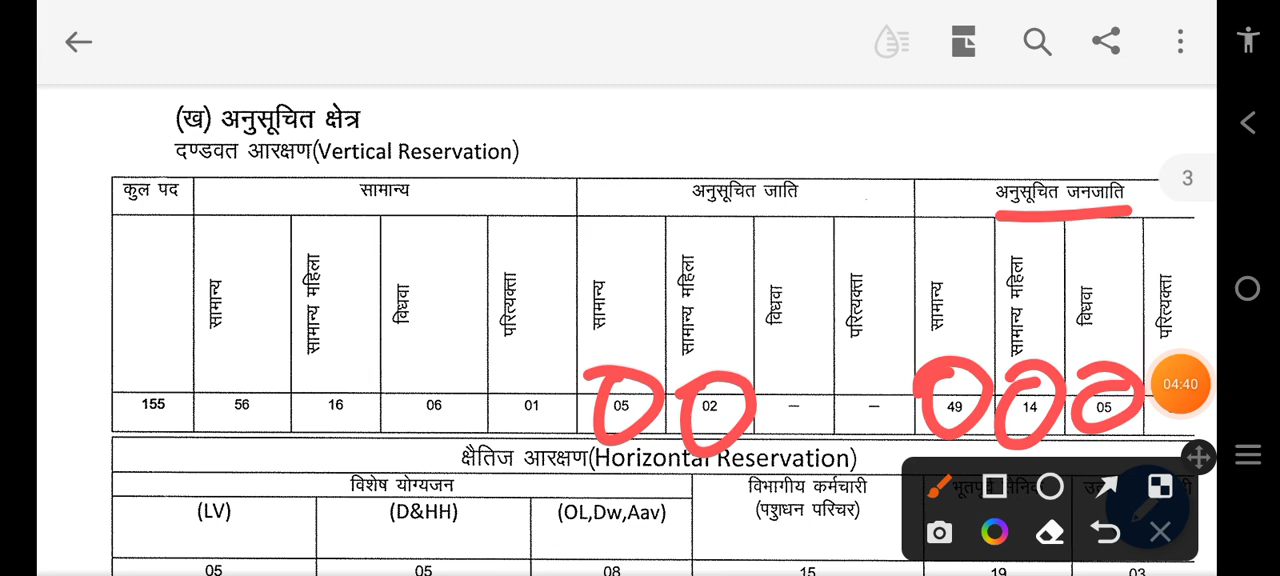 (ख) अनुसूचित क्षेत्र
दण्डवत आरक्षण(Vertical Reservation)
3
कुल पद सामान्य अनुसूचित जाति अनुसूचित जनजाति
सामान्य सामान्य महिला विधवा परित्यक्ता सामान्य सामान्य महिला विधवा परित्यक्ता सामान्य सामान्य महिला विधवा परित्यक्ता
04:40
155 56 16 06 01 05 02 – – 49 14 05
क्षैतिज आरक्षण(Horizontal Reservation)
विशेष योग्यजन विभागीय कर्मचारी भूतपूर्व सैनिक
(LV) (D&HH) (OL,Dw,Aav) (पशुधन परिचर)
05 05 08 15 19 03